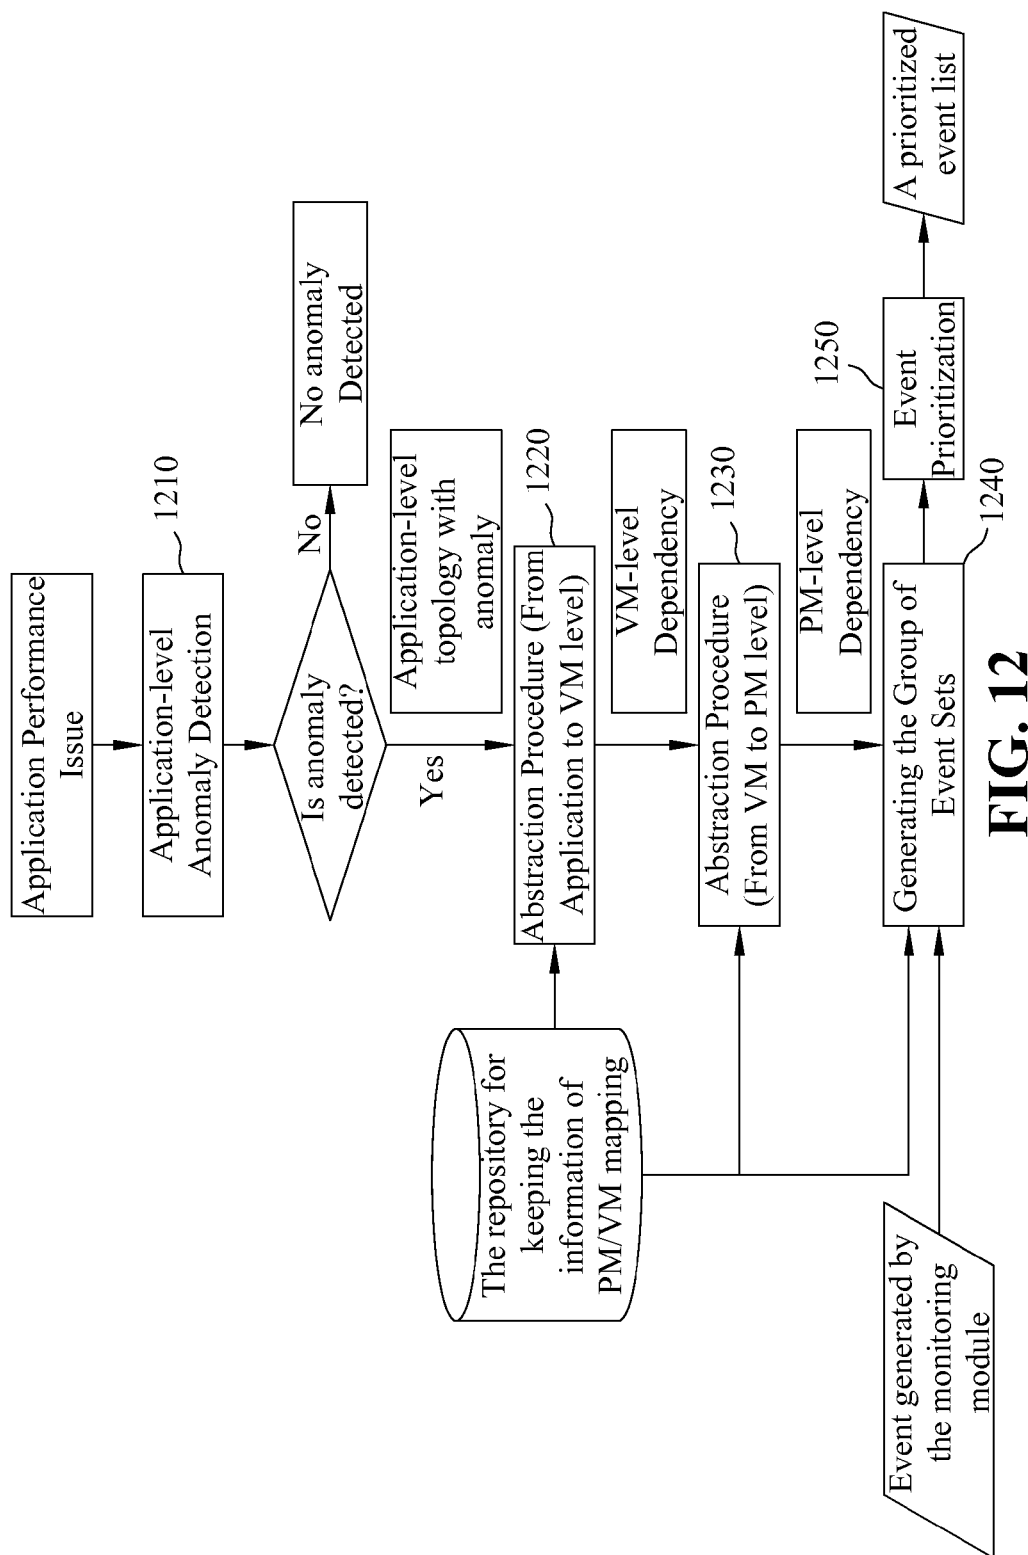 Application Performance
Issue
Application-level
Anomaly Detection
1210
Is anomaly
detected?
No
No anomaly
Detected
Yes
Application-level
topology with
anomaly
The repository for
keeping the
information of
PM/VM mapping
Abstraction Procedure (From
Application to VM level)
1220
VM-level
Dependency
Abstraction Procedure
(From VM to PM level)
1230
PM-level
Dependency
Event generated by
the monitoring
module
Generating the Group of
Event Sets
1240
Event
Prioritization
1250
A prioritized
event list
FIG. 12